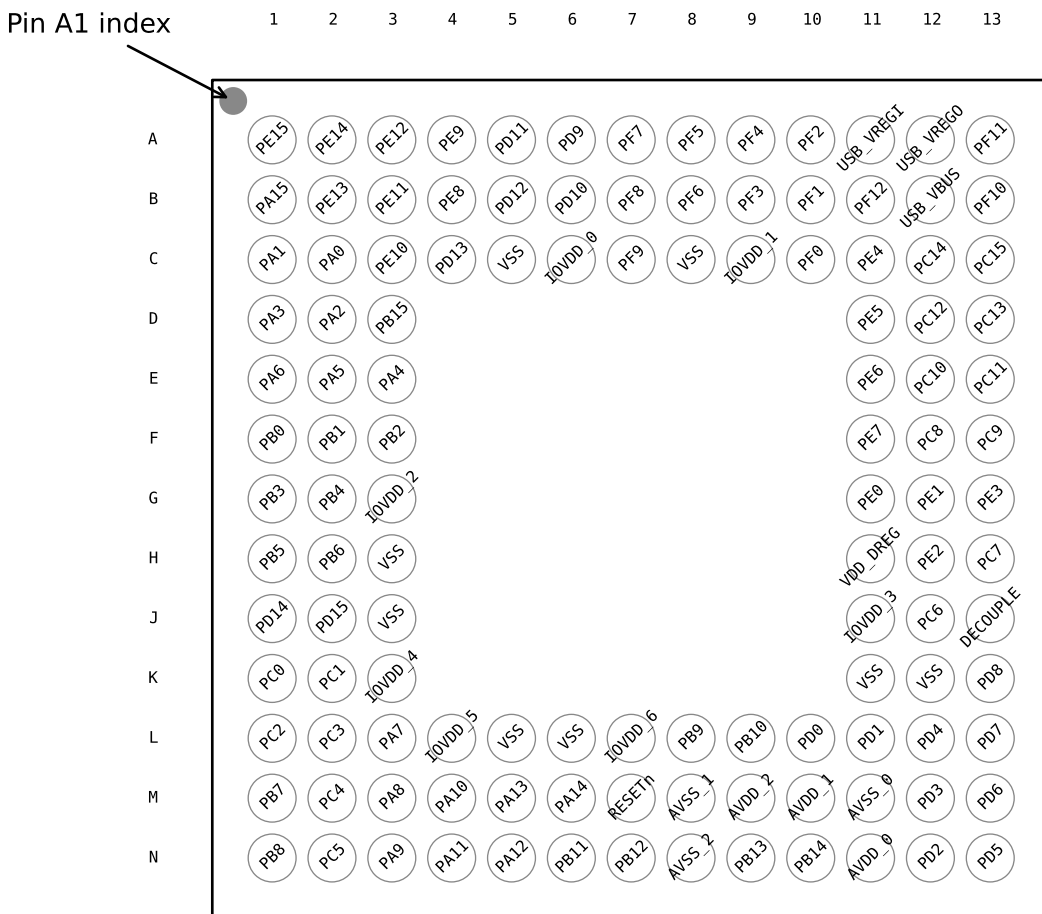 Pin A1 index
1 2 3 4 5 6 7 8 9 10 11 12 13
A PE15 PE14 PE12 PE9 PD11 PD9 PF7 PF5 PF4 PF2 USB_VREGI USB_VREGO PF11
B PA15 PE13 PE11 PE8 PD12 PD10 PF8 PF6 PF3 PF1 PF12 USB_VBUS PF10
C PA1 PA0 PE10 PD13 VSS IOVDD_0 PF9 VSS IOVDD_1 PF0 PE4 PC14 PC15
D PA3 PA2 PB15 PE5 PC12 PC13
E PA6 PA5 PA4 PE6 PC10 PC11
F PB0 PB1 PB2 PE7 PC8 PC9
G PB3 PB4 IOVDD_2 PE0 PE1 PE3
H PB5 PB6 VSS VDD_DREG PE2 PC7
J PD14 PD15 VSS IOVDD_3 PC6 DECOUPLE
K PC0 PC1 IOVDD_4 VSS VSS PD8
L PC2 PC3 PA7 IOVDD_5 VSS VSS IOVDD_6 PB9 PB10 PD0 PD1 PD4 PD7
M PB7 PC4 PA8 PA10 PA13 PA14 RESETn AVSS_1 AVDD_2 AVDD_1 AVSS_0 PD3 PD6
N PB8 PC5 PA9 PA11 PA12 PB11 PB12 AVSS_2 PB13 PB14 AVDD_0 PD2 PD5